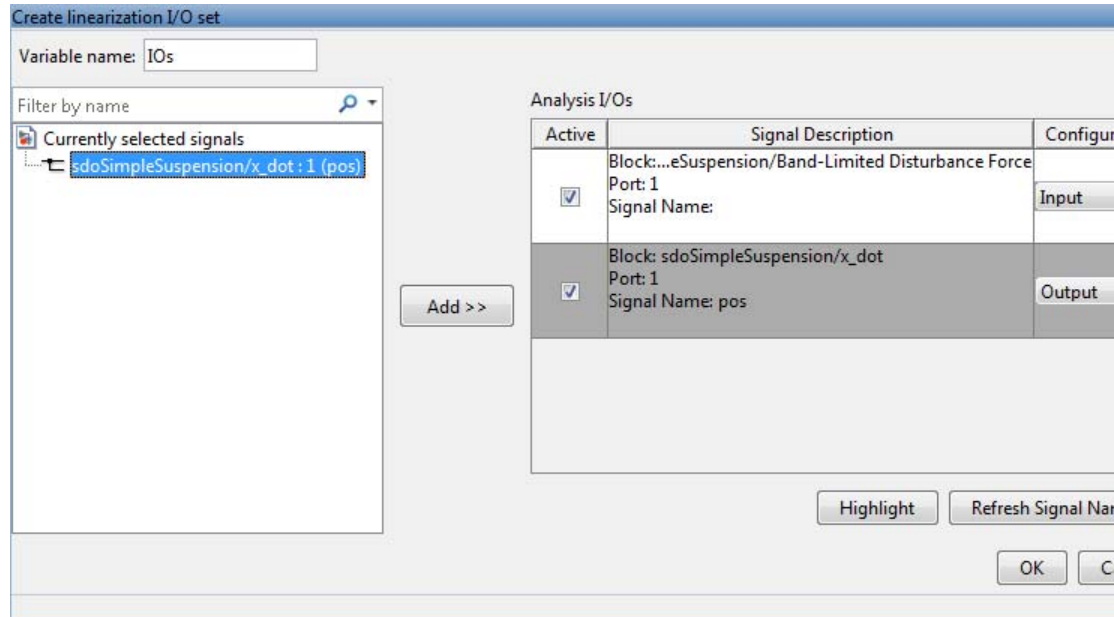 Create linearization I/O set
Variable name: IOs
Filter by name
Currently selected signals
sdoSimpleSuspension/x_dot : 1 (pos)
Add >>
Analysis I/Os
Active Signal Description Configur
Block:...eSuspension/Band-Limited Disturbance Force
Port: 1
Signal Name:
Input
Block: sdoSimpleSuspension/x_dot
Port: 1
Signal Name: pos
Output
Highlight Refresh Signal Nar
OK C